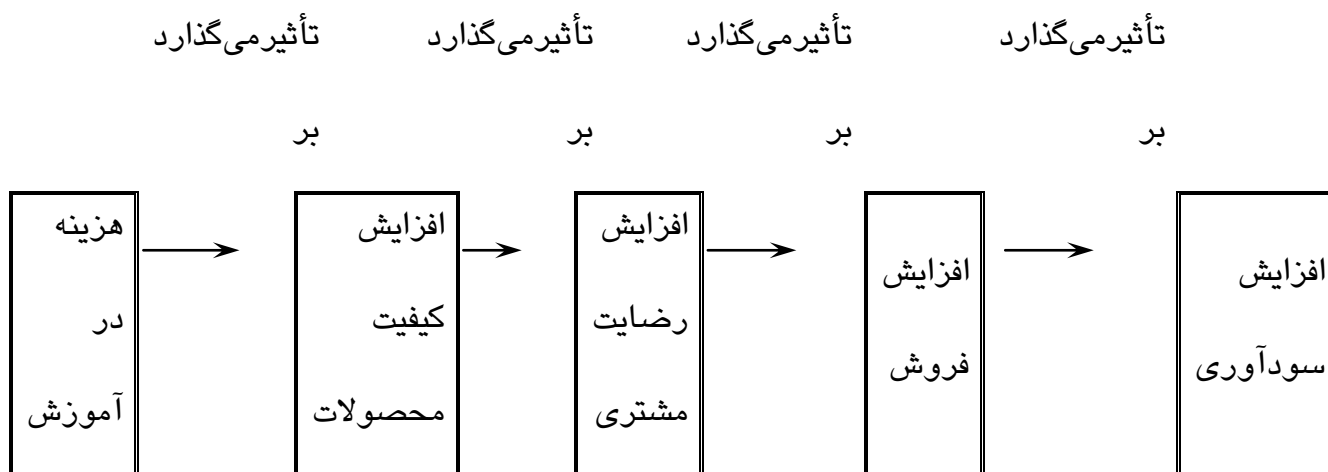 تأثیرمی‌گذارد
بر
تأثیرمی‌گذارد
بر
تأثیرمی‌گذارد
بر
تأثیرمی‌گذارد
بر
هزینه
در
آموزش
افزایش
کیفیت
محصولات
افزایش
رضایت
مشتری
افزایش
فروش
افزایش
سودآوری